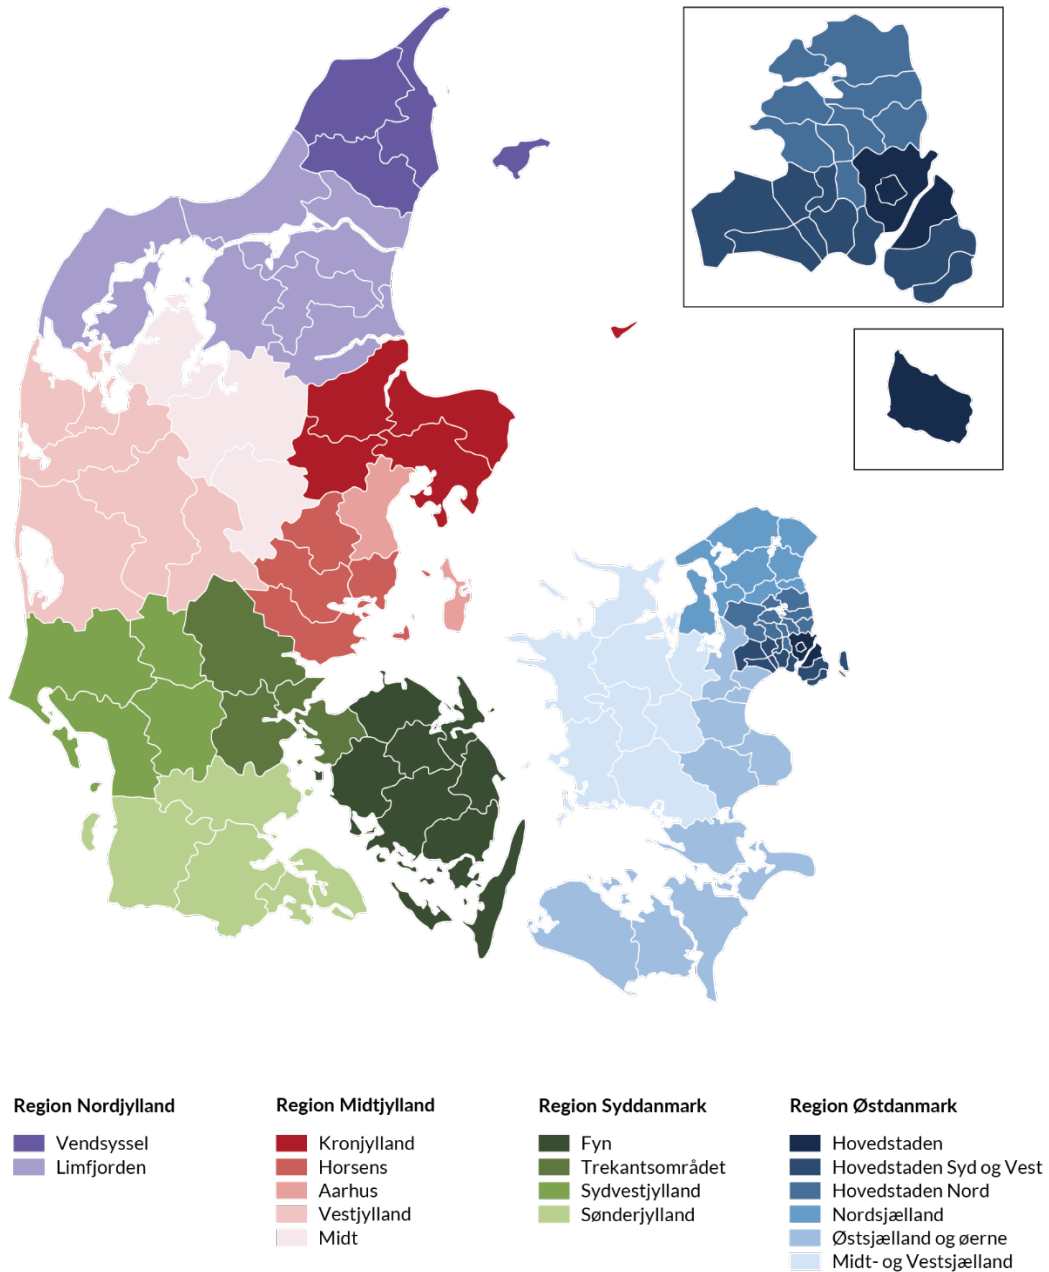 Region Nordjylland
Vendsyssel
Limfjorden
Region Midtjylland
Kronjylland
Horsens
Aarhus
Vestjylland
Midt
Region Syddanmark
Fyn
Trekantsområdet
Sydvestjylland
Sønderjylland
Region Østdanmark
Hovedstaden
Hovedstaden Syd og Vest
Hovedstaden Nord
Nordsjælland
Østsjælland og øerne
Midt- og Vestsjælland